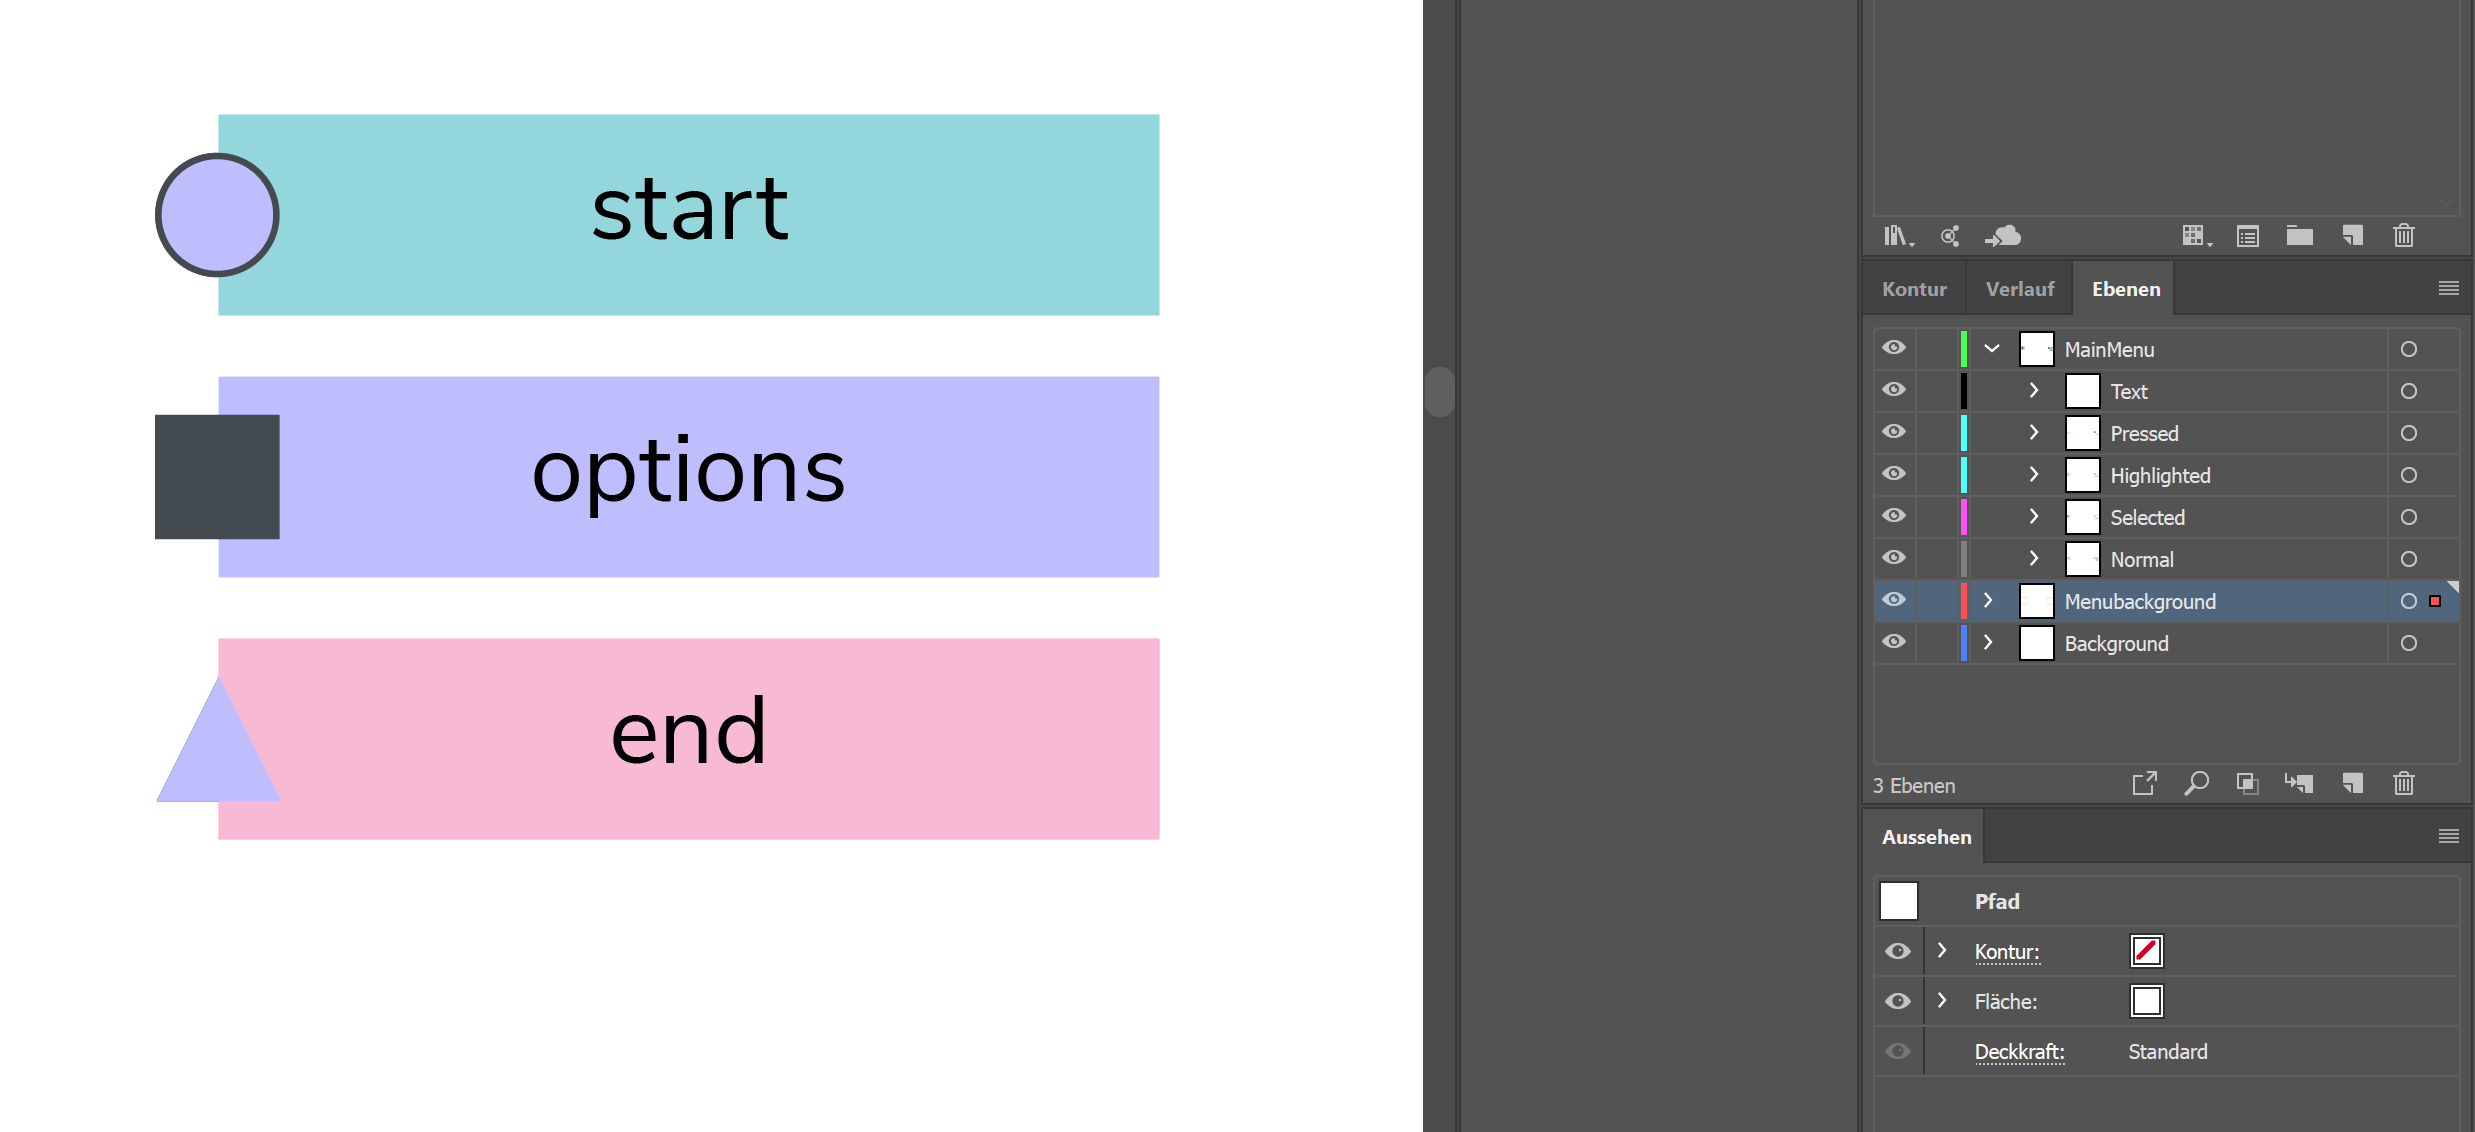 start
options
end
Kontur
Verlauf
Ebenen
MainMenu
Text
Pressed
Highlighted
Selected
Normal
Menubackground
Background
3 Ebenen
Aussehen
Pfad
Kontur:
Fläche:
Deckkraft: Standard